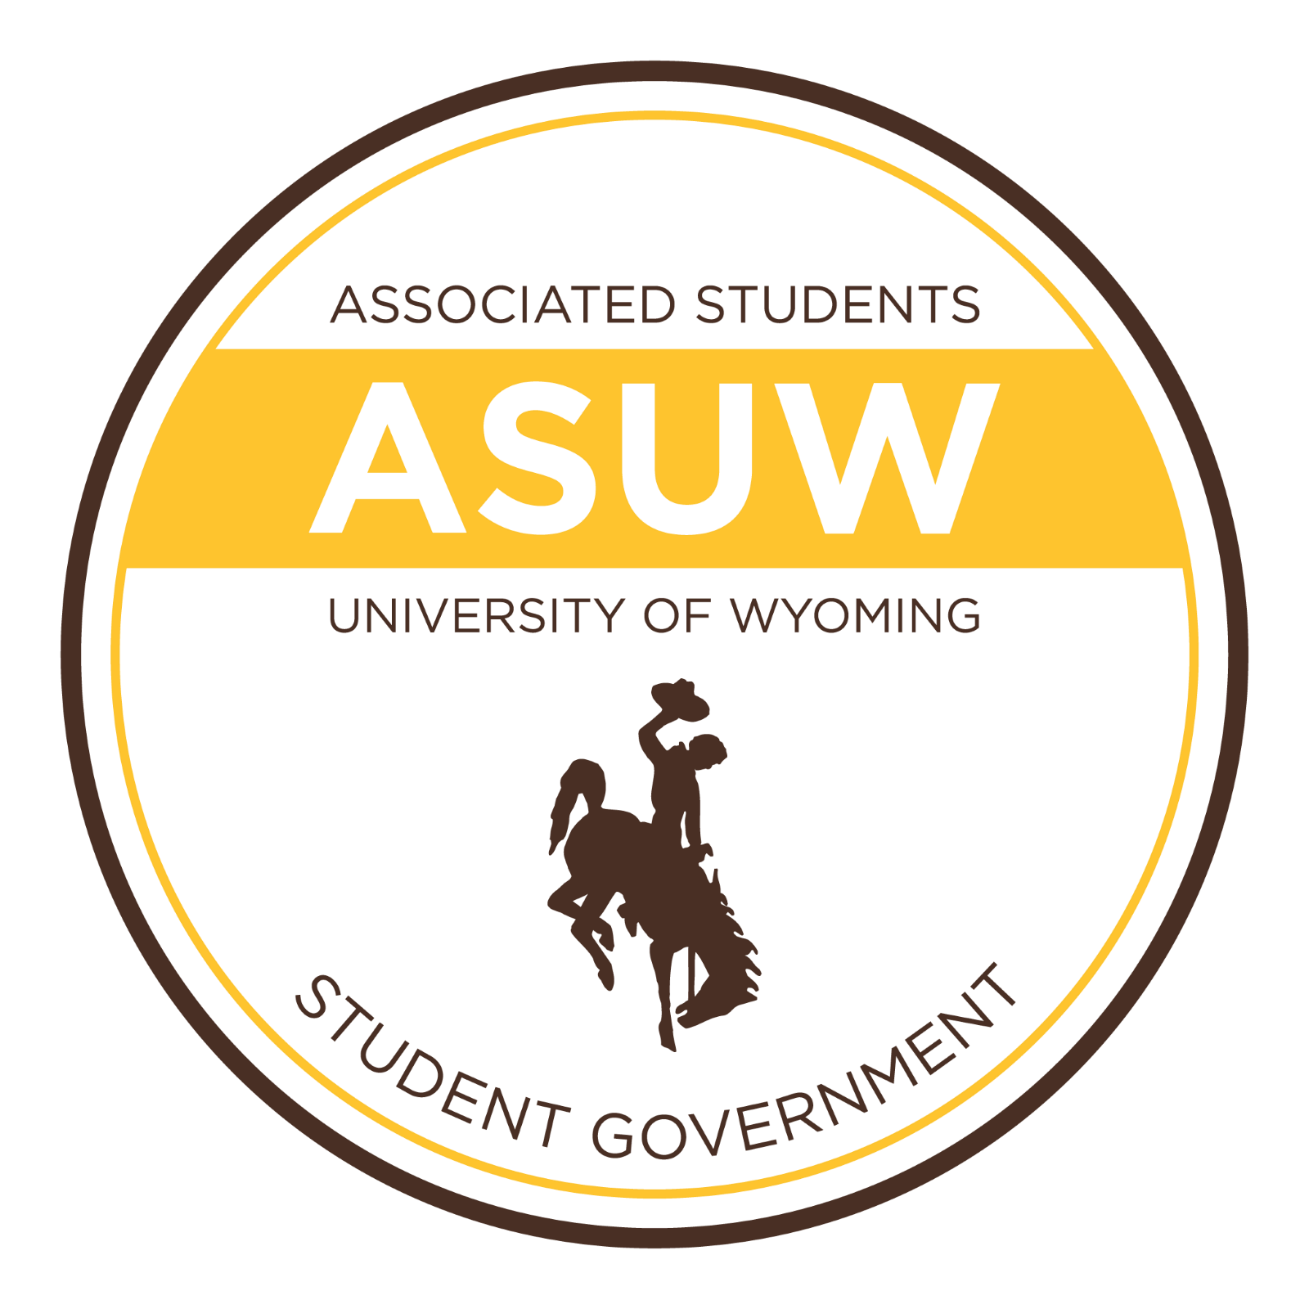 ASSOCIATED STUDENTS
ASUW
UNIVERSITY OF WYOMING
STUDENT GOVERNMENT